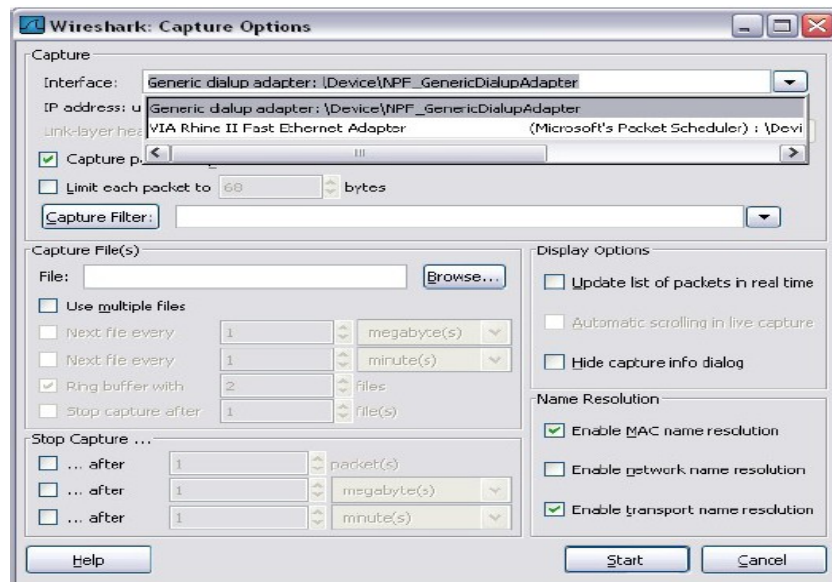 Wireshark: Capture Options
Capture
Interface: Generic dialup adapter: \Device\NPF_GenericDialupAdapter
Generic dialup adapter: \Device\NPF_GenericDialupAdapter
IP address: u
VIA Rhine II Fast Ethernet Adapter (Microsoft's Packet Scheduler) : \Devi
Link-layer hea
Capture p
Limit each packet to 68 bytes
Capture Filter:
Capture File(s)
File: Browse...
Use multiple files
Next file every 1 megabyte(s)
Next file every 1 minute(s)
Ring buffer with 2 files
Stop capture after 1 file(s)
Stop Capture ...
... after 1 packet(s)
... after 1 megabyte(s)
... after 1 minute(s)
Display Options
Update list of packets in real time
Automatic scrolling in live capture
Hide capture info dialog
Name Resolution
Enable MAC name resolution
Enable network name resolution
Enable transport name resolution
Help
Start
Cancel